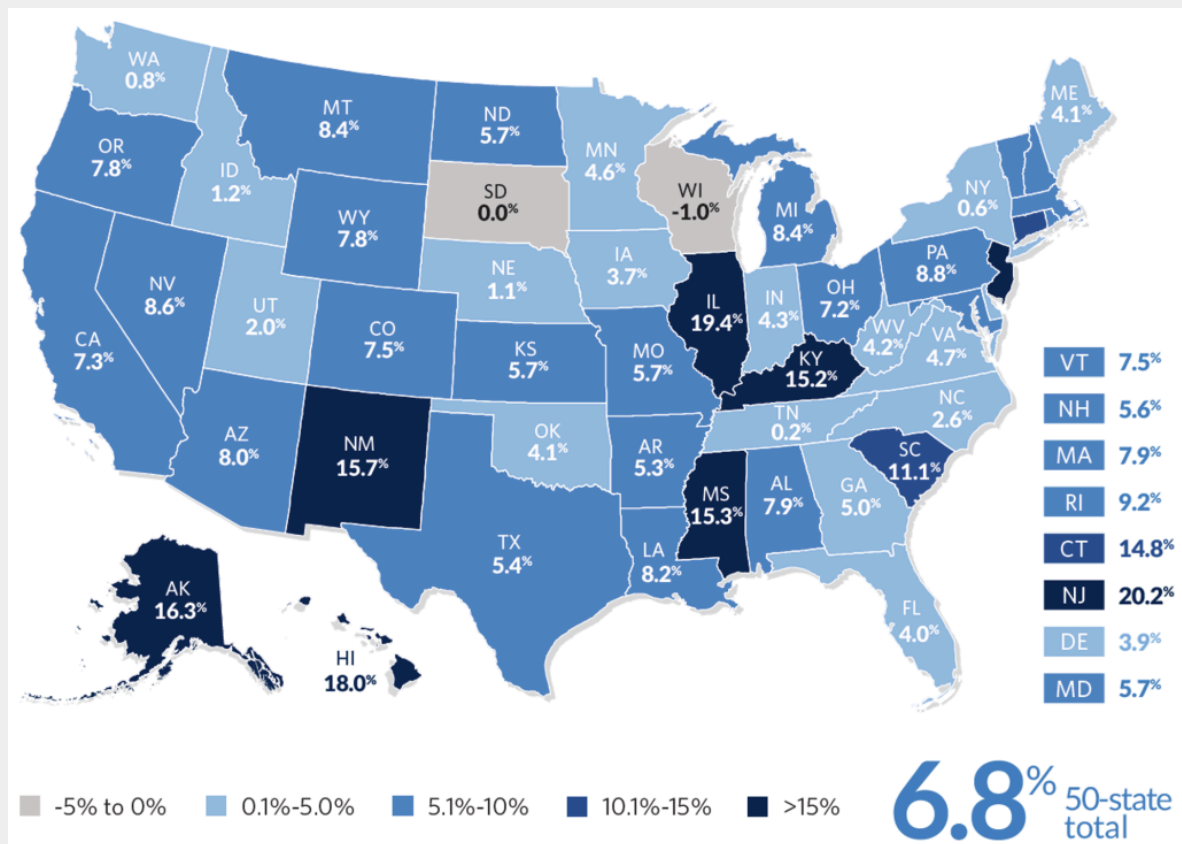 WA
0.8%
MT
8.4%
ND
5.7%
ME
4.1%
OR
7.8%
ID
1.2%
MN
4.6%
SD
0.0%
WI
-1.0%
NY
0.6%
WY
7.8%
MI
8.4%
PA
8.8%
NE
1.1%
IA
3.7%
NV
8.6%
UT
2.0%
IL
19.4%
IN
4.3%
OH
7.2%
CA
7.3%
CO
7.5%
WV
4.2%
VA
4.7%
KS
5.7%
MO
5.7%
KY
15.2%
NC
2.6%
TN
0.2%
AZ
8.0%
NM
15.7%
OK
4.1%
AR
5.3%
SC
11.1%
MS
15.3%
AL
7.9%
GA
5.0%
TX
5.4%
LA
8.2%
FL
4.0%
AK
16.3%
HI
18.0%
VT 7.5%
NH 5.6%
MA 7.9%
RI 9.2%
CT 14.8%
NJ 20.2%
DE 3.9%
MD 5.7%
-5% to 0% 0.1%-5.0% 5.1%-10% 10.1%-15% >15%
6.8% 50-state
total